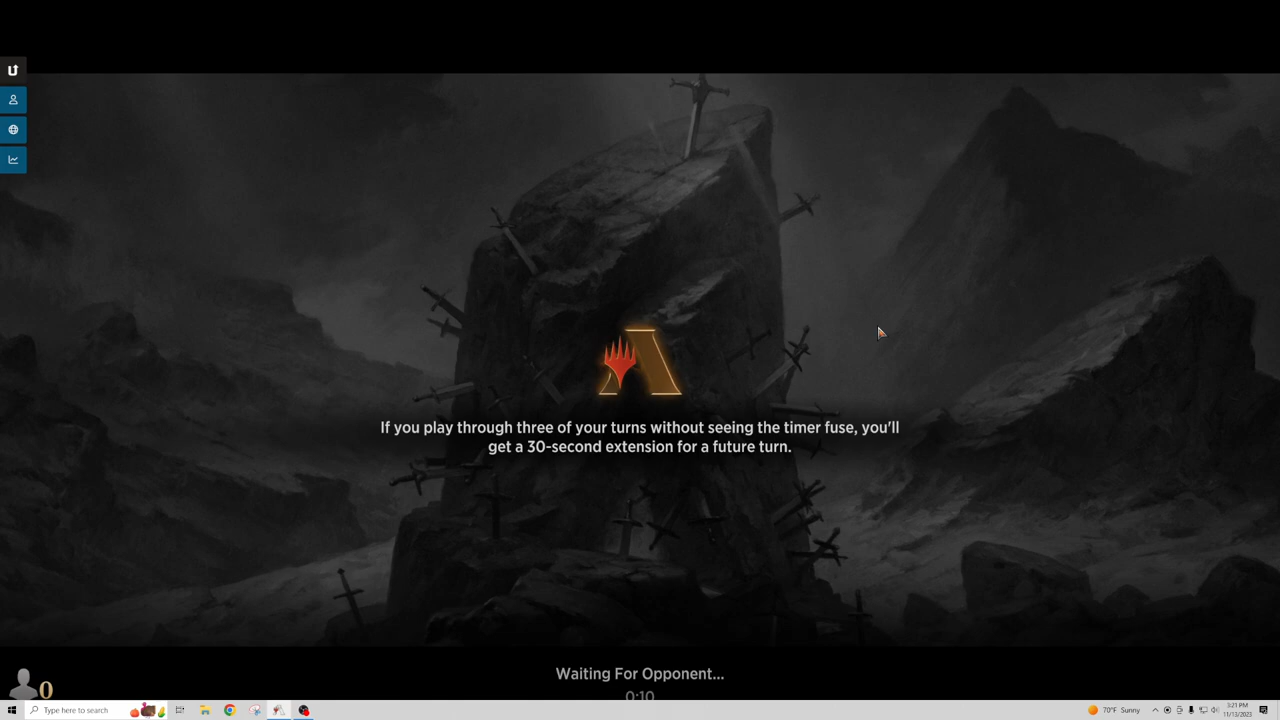 If you play through three of your turns without seeing the timer fuse, you'll
get a 30-second extension for a future turn.
Waiting For Opponent...
0:10
0
Type here to search
70°F Sunny
3:21 PM
11/13/2023